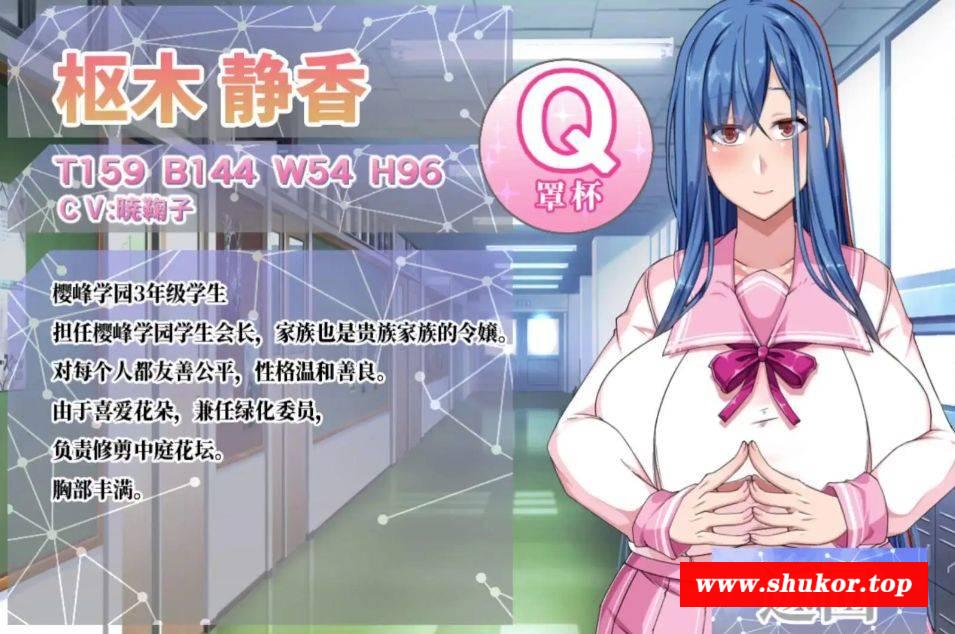 枢木 静香
Q
罩杯
T159 B144 W54 H96
CV:暁鞠子
樱峰学园3年级学生
担任樱峰学园学生会长，家族也是贵族家族的令嬢。
对每个人都友善公平，性格温和善良。
由于喜爱花朵，兼任绿化委员，
负责修剪中庭花坛。
胸部丰满。
www.shukor.top